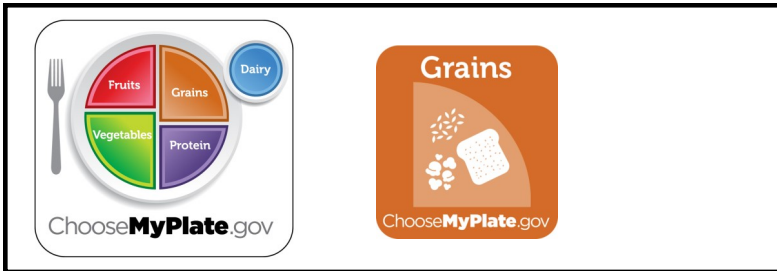 Dairy
Fruits
Grains
Vegetables
Protein
ChooseMyPlate.gov
Grains
ChooseMyPlate.gov